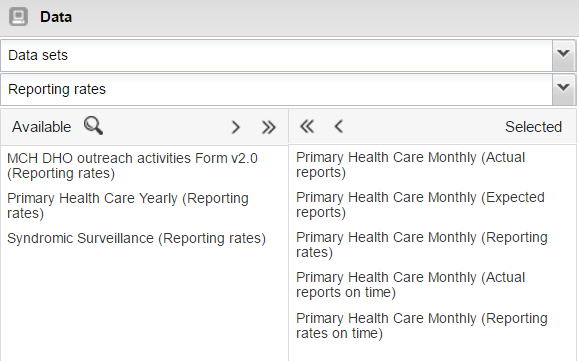 Data
Data sets
Reporting rates
Available
Selected
MCH DHO outreach activities Form v2.0
(Reporting rates)
Primary Health Care Yearly (Reporting
rates)
Syndromic Surveillance (Reporting rates)
Primary Health Care Monthly (Actual
reports)
Primary Health Care Monthly (Expected
reports)
Primary Health Care Monthly (Reporting
rates)
Primary Health Care Monthly (Actual
reports on time)
Primary Health Care Monthly (Reporting
rates on time)